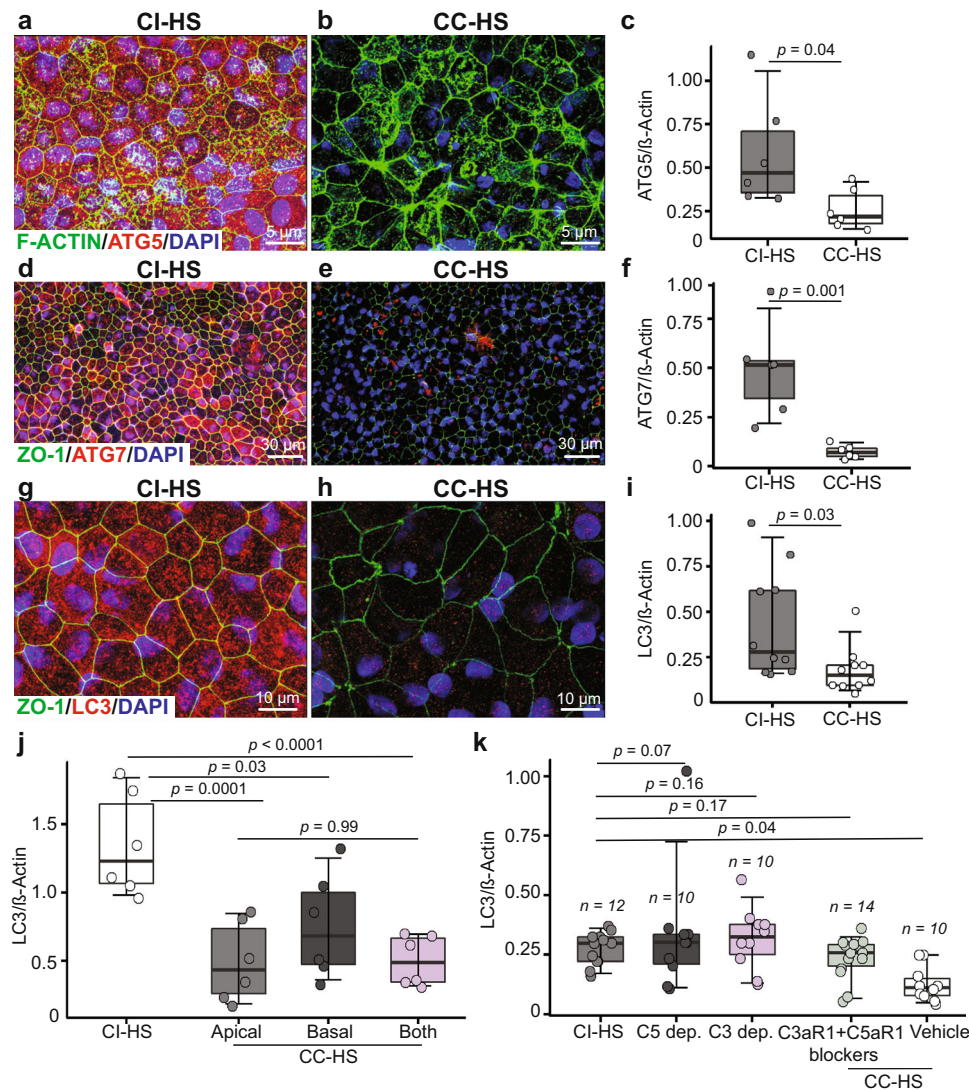 a CI-HS b CC-HS c
F-ACTIN/ATG5/DAPI
5 µm
5 µm
ATG5/ß-Actin
1.00
0.75
0.50
0.25
0
p = 0.04
CI-HS CC-HS
d CI-HS e CC-HS f
ZO-1/ATG7/DAPI
30 µm
30 µm
ATG7/ß-Actin
1.00
0.75
0.50
0.25
0
p = 0.001
CI-HS CC-HS
g CI-HS h CC-HS i
ZO-1/LC3/DAPI
10 µm
10 µm
LC3/ß-Actin
1.00
0.75
0.50
0.25
0
p = 0.03
CI-HS CC-HS
j
LC3/ß-Actin
1.5
1.0
0.5
0
p < 0.0001
p = 0.03
p = 0.0001
p = 0.99
CI-HS Apical Basal Both
CC-HS
k
LC3/ß-Actin
1.00
0.75
0.50
0.25
0
p = 0.07
p = 0.16
p = 0.17
p = 0.04
n = 12
n = 10
n = 10
n = 14
n = 10
CI-HS C5 dep. C3 dep. C3aR1+C5aR1 Vehicle
blockers
CC-HS